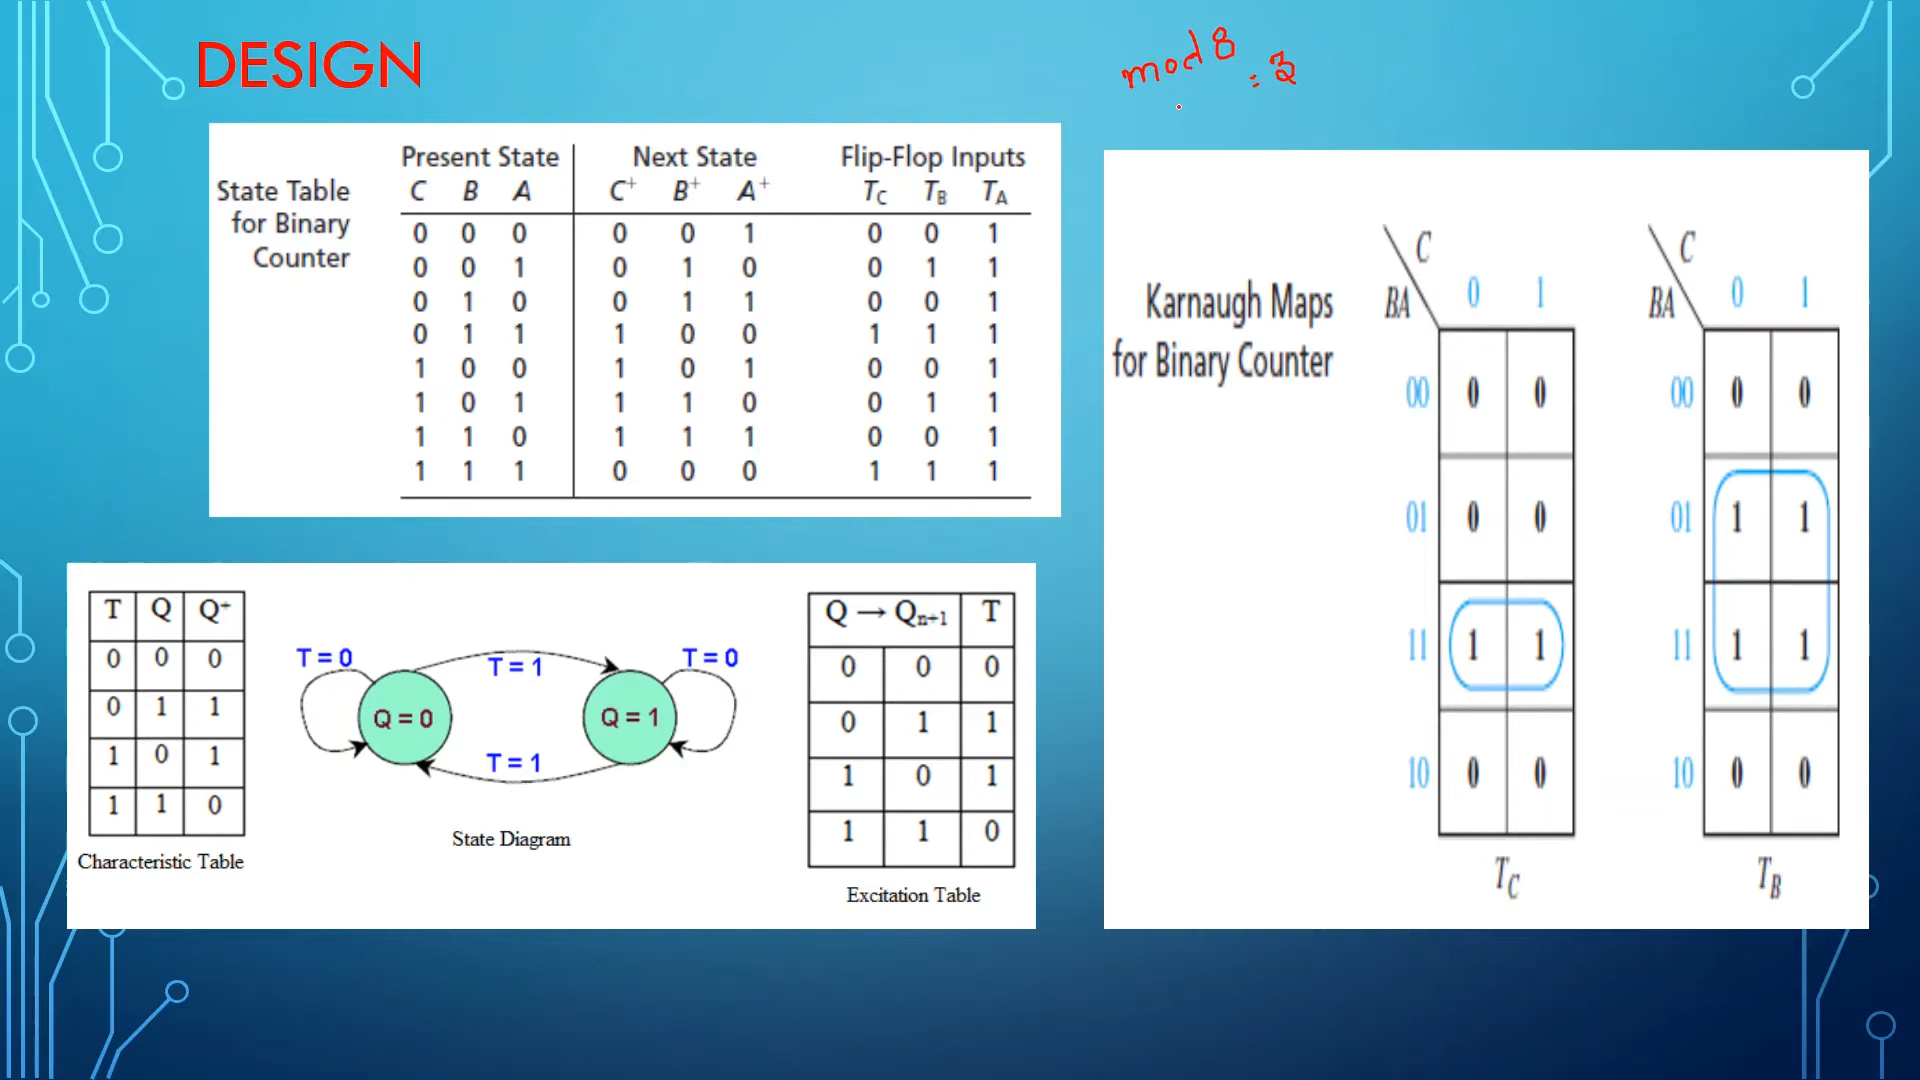 DESIGN
mod 8 = 3
State Table for Binary Counter
Present State Next State Flip-Flop Inputs
C B A C+ B+ A+ TC TB TA
0 0 0 0 0 1 0 0 1
0 0 1 0 1 0 0 1 1
0 1 0 0 1 1 0 0 1
0 1 1 1 0 0 1 1 1
1 0 0 1 0 1 0 0 1
1 0 1 1 1 0 0 1 1
1 1 0 1 1 1 0 0 1
1 1 1 0 0 0 1 1 1
T Q Q+
0 0 0
0 1 1
1 0 1
1 1 0
Characteristic Table
T = 0 T = 1 T = 0
Q = 0 Q = 1
T = 1
State Diagram
Q → Qn+1 T
0 0 0
0 1 1
1 0 1
1 1 0
Excitation Table
Karnaugh Maps
for Binary Counter
C
BA 0 1
00 0 0
01 0 0
11 1 1
10 0 0
TC
C
BA 0 1
00 0 0
01 1 1
11 1 1
10 0 0
TB